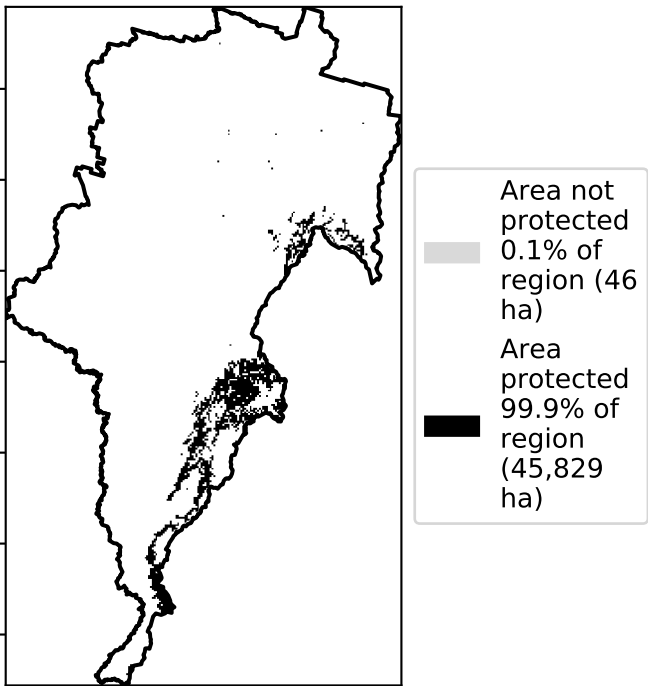 Area not
protected
0.1% of
region (46
ha)
Area
protected
99.9% of
region
(45,829
ha)